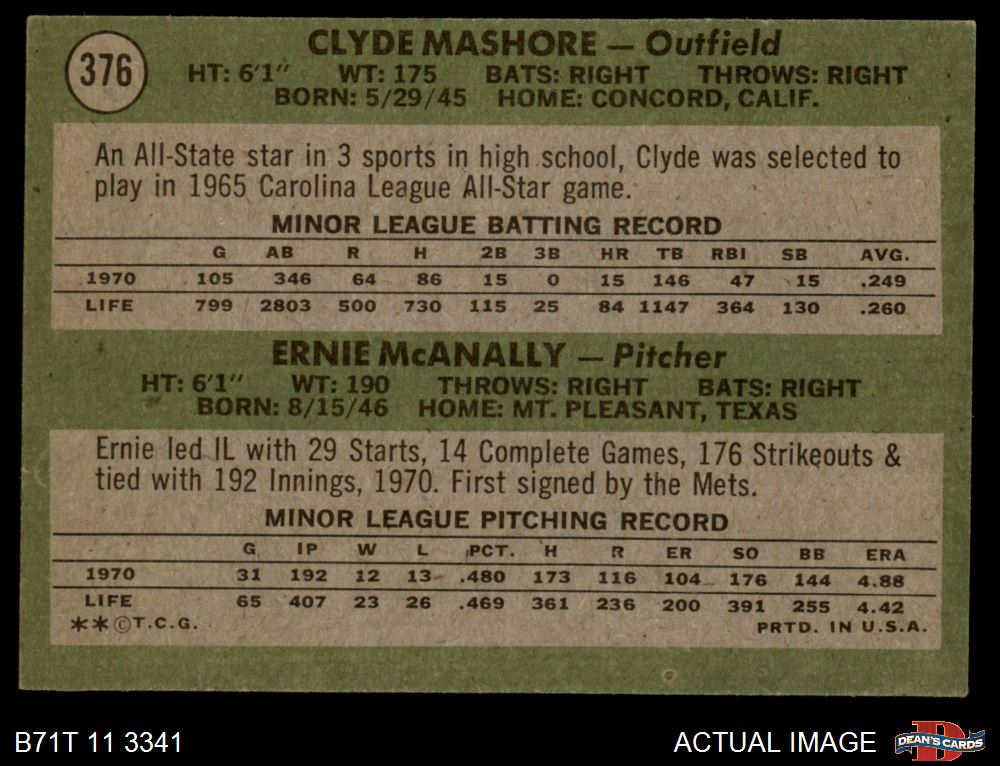 376
CLYDE MASHORE — Outfield
HT: 6'1" WT: 175 BATS: RIGHT THROWS: RIGHT
BORN: 5/29/45 HOME: CONCORD, CALIF.
An All-State star in 3 sports in high school, Clyde was selected to
play in 1965 Carolina League All-Star game.
MINOR LEAGUE BATTING RECORD
G AB R H 2B 3B HR TB RBI SB AVG.
1970 105 346 64 86 15 0 15 146 47 15 .249
LIFE 799 2803 500 730 115 25 84 1147 364 130 .260
ERNIE McANALLY — Pitcher
HT: 6'1" WT: 190 THROWS: RIGHT BATS: RIGHT
BORN: 8/15/46 HOME: MT. PLEASANT, TEXAS
Ernie led IL with 29 Starts, 14 Complete Games, 176 Strikeouts &
tied with 192 Innings, 1970. First signed by the Mets.
MINOR LEAGUE PITCHING RECORD
G IP W L PCT. H R ER SO BB ERA
1970 31 192 12 13 .480 173 116 104 176 144 4.88
LIFE 65 407 23 26 .469 361 236 200 391 255 4.42
**©T.C.G. PRTD. IN U.S.A.
B71T 11 3341 ACTUAL IMAGE DEAN'S CARDS